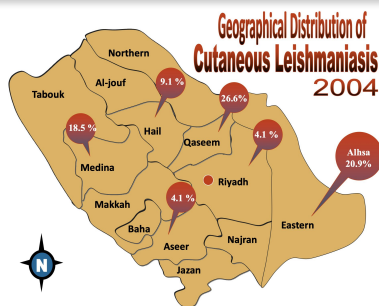 Geographical Distribution of
Cutaneous Leishmaniasis
2004
Northern
9.1 %
Al-jouf
Tabouk
26.6%
18.5 %
Hail
4.1 %
Qaseem
Alhsa
20.9%
Medina
Riyadh
4.1 %
Makkah
Baha
Eastern
Najran
Aseer
Jazan
N